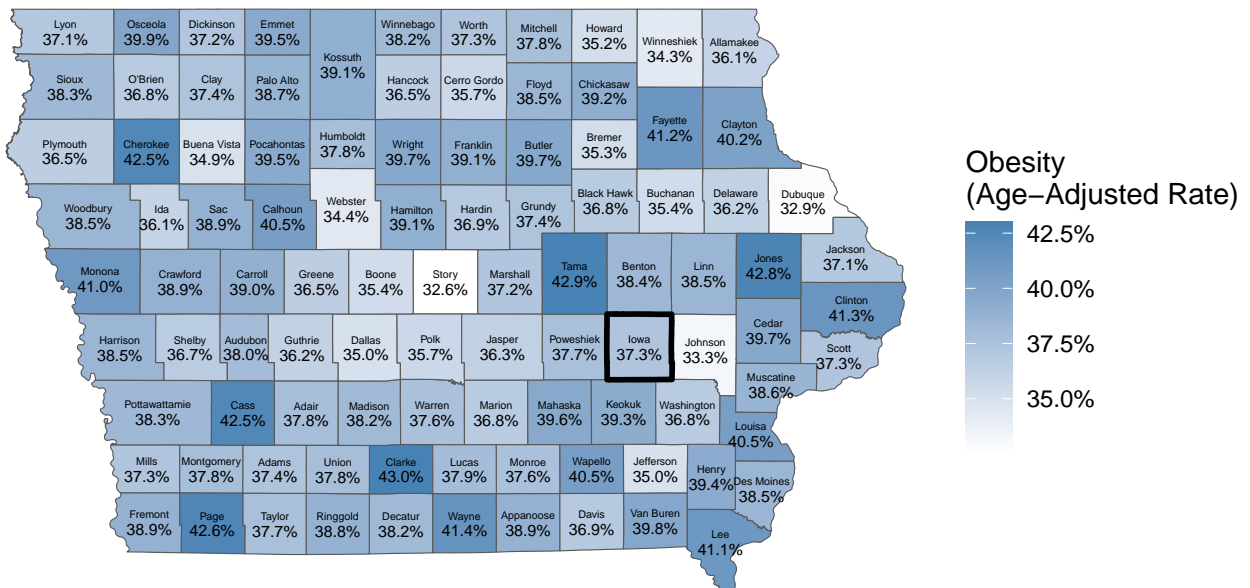 Lyon
37.1%
Osceola
39.9%
Dickinson
37.2%
Emmet
39.5%
Kossuth
39.1%
Winnebago
38.2%
Worth
37.3%
Mitchell
37.8%
Howard
35.2%
Winneshiek
34.3%
Allamakee
36.1%
Sioux
38.3%
O'Brien
36.8%
Clay
37.4%
Palo Alto
38.7%
Hancock
36.5%
Cerro Gordo
35.7%
Floyd
38.5%
Chickasaw
39.2%
Fayette
41.2%
Clayton
40.2%
Plymouth
36.5%
Cherokee
42.5%
Buena Vista
34.9%
Pocahontas
39.5%
Humboldt
37.8%
Wright
39.7%
Franklin
39.1%
Butler
39.7%
Bremer
35.3%
Woodbury
38.5%
Ida
36.1%
Sac
38.9%
Calhoun
40.5%
Webster
34.4%
Hamilton
39.1%
Hardin
36.9%
Grundy
37.4%
Black Hawk
36.8%
Buchanan
35.4%
Delaware
36.2%
Dubuque
32.9%
Monona
41.0%
Crawford
38.9%
Carroll
39.0%
Greene
36.5%
Boone
35.4%
Story
32.6%
Marshall
37.2%
Tama
42.9%
Benton
38.4%
Linn
38.5%
Jones
42.8%
Jackson
37.1%
Clinton
41.3%
Harrison
38.5%
Shelby
36.7%
Audubon
38.0%
Guthrie
36.2%
Dallas
35.0%
Polk
35.7%
Jasper
36.3%
Poweshiek
37.7%
Iowa
37.3%
Johnson
33.3%
Cedar
39.7%
Scott
37.3%
Muscatine
38.6%
Pottawattamie
38.3%
Cass
42.5%
Adair
37.8%
Madison
38.2%
Warren
37.6%
Marion
36.8%
Mahaska
39.6%
Keokuk
39.3%
Washington
36.8%
Louisa
40.5%
Mills
37.3%
Montgomery
37.8%
Adams
37.4%
Union
37.8%
Clarke
43.0%
Lucas
37.9%
Monroe
37.6%
Wapello
40.5%
Jefferson
35.0%
Henry
39.4%
Des Moines
38.5%
Fremont
38.9%
Page
42.6%
Taylor
37.7%
Ringgold
38.8%
Decatur
38.2%
Wayne
41.4%
Appanoose
38.9%
Davis
36.9%
Van Buren
39.8%
Lee
41.1%
Obesity
(Age−Adjusted Rate)
42.5%
40.0%
37.5%
35.0%